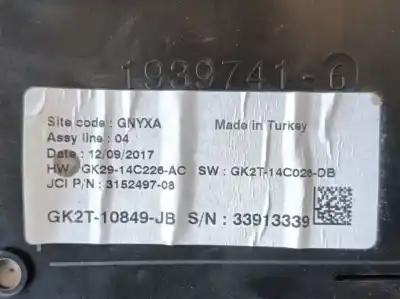 1939741-6
Site code : GNYXA Made in Turkey
Assy line : 04
Date : 12/09/2017
HW : GK29-14C226-AC SW : GK2T-14C026-DB
JCI P/N : 3152497-08
GK2T-10849-JB S/N : 33913339